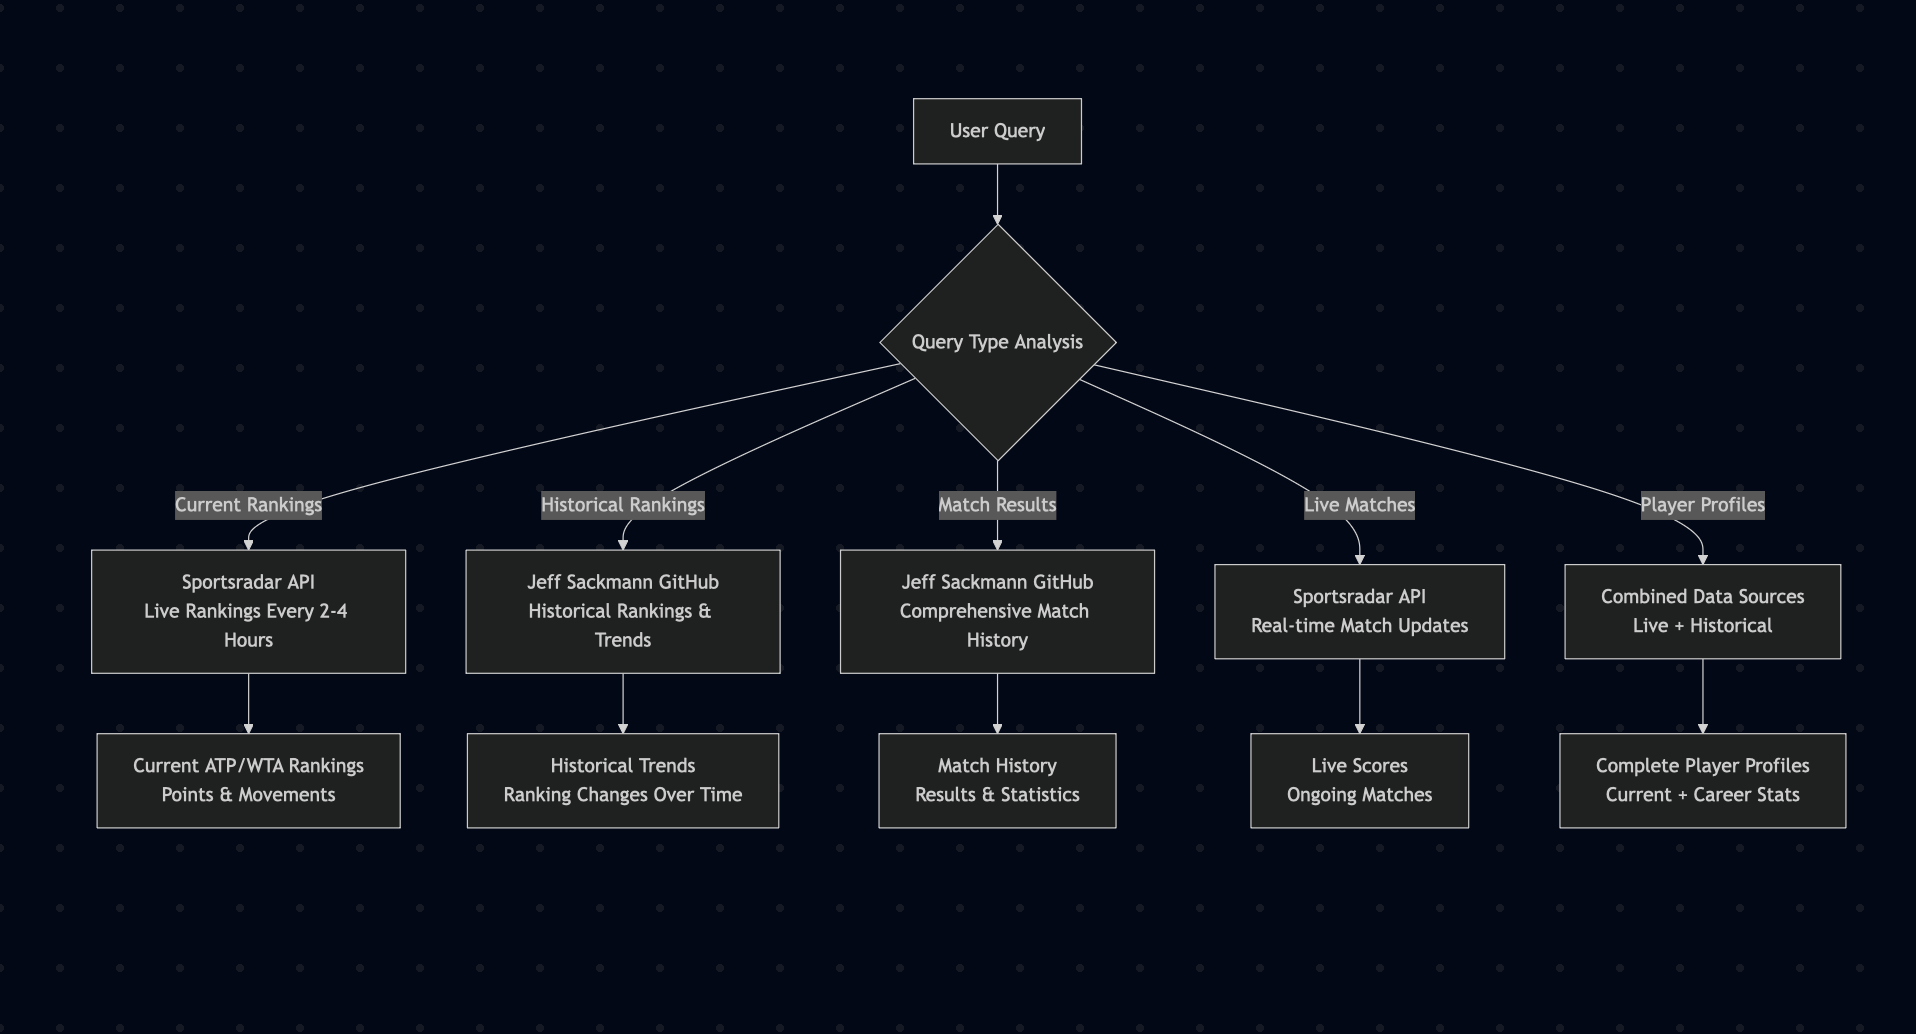 User Query
Query Type Analysis
Current Rankings
Historical Rankings
Match Results
Live Matches
Player Profiles
Sportsradar API
Live Rankings Every 2-4
Hours
Jeff Sackmann GitHub
Historical Rankings &
Trends
Jeff Sackmann GitHub
Comprehensive Match
History
Sportsradar API
Real-time Match Updates
Combined Data Sources
Live + Historical
Current ATP/WTA Rankings
Points & Movements
Historical Trends
Ranking Changes Over Time
Match History
Results & Statistics
Live Scores
Ongoing Matches
Complete Player Profiles
Current + Career Stats